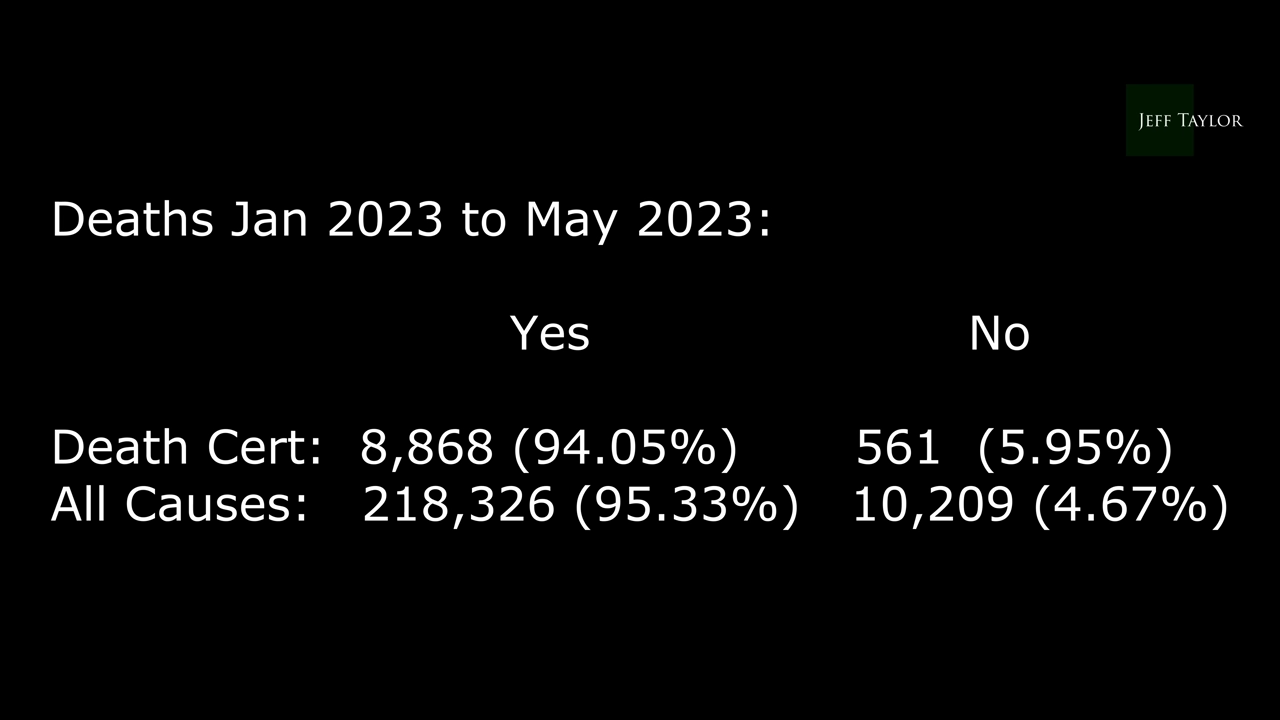 Jeff Taylor
Deaths Jan 2023 to May 2023:
Yes No
Death Cert: 8,868 (94.05%) 561 (5.95%)
All Causes: 218,326 (95.33%) 10,209 (4.67%)